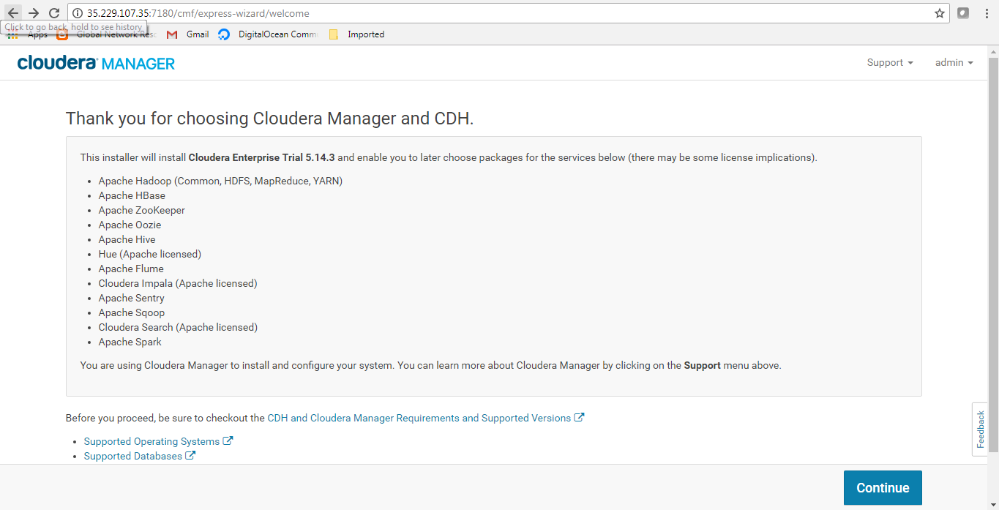 35.229.107.35:7180/cmf/express-wizard/welcome
Click to go back, hold to see history
Apps Global Network Reso Gmail DigitalOcean Comm Imported
cloudera MANAGER Support admin
Thank you for choosing Cloudera Manager and CDH.
This installer will install Cloudera Enterprise Trial 5.14.3 and enable you to later choose packages for the services below (there may be some license implications).
Apache Hadoop (Common, HDFS, MapReduce, YARN)
Apache HBase
Apache ZooKeeper
Apache Oozie
Apache Hive
Hue (Apache licensed)
Apache Flume
Cloudera Impala (Apache licensed)
Apache Sentry
Apache Sqoop
Cloudera Search (Apache licensed)
Apache Spark
You are using Cloudera Manager to install and configure your system. You can learn more about Cloudera Manager by clicking on the Support menu above.
Before you proceed, be sure to checkout the CDH and Cloudera Manager Requirements and Supported Versions
Supported Operating Systems
Supported Databases
Feedback
Continue